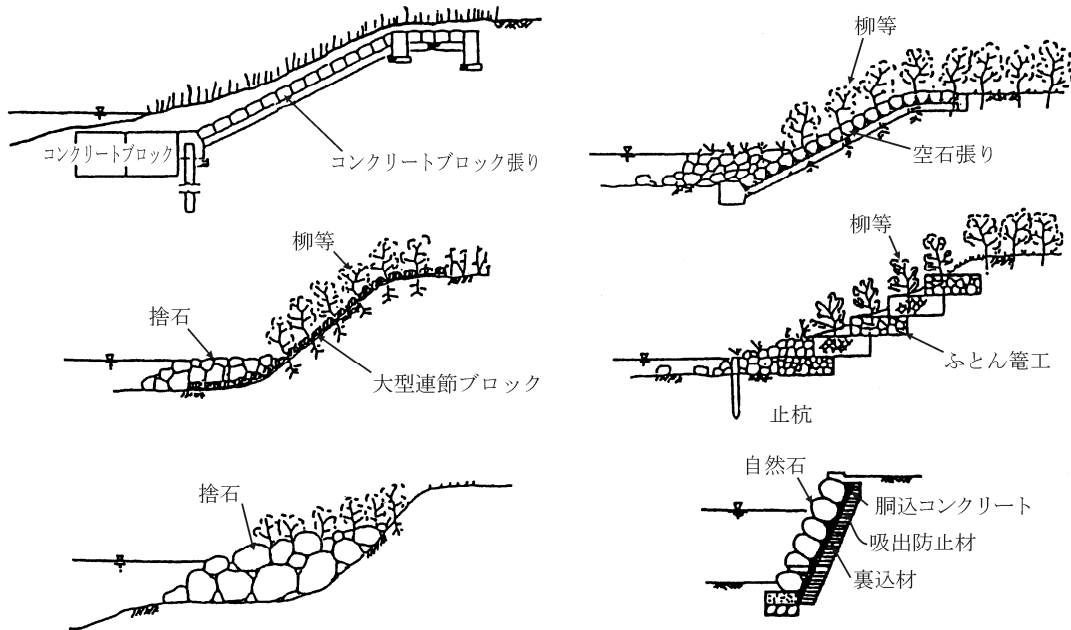 コンクリートブロック
コンクリートブロック張り
柳等
空石張り
柳等
捨石
大型連節ブロック
柳等
ふとん篭工
止杭
捨石
自然石
胴込コンクリート
吸出防止材
裏込材